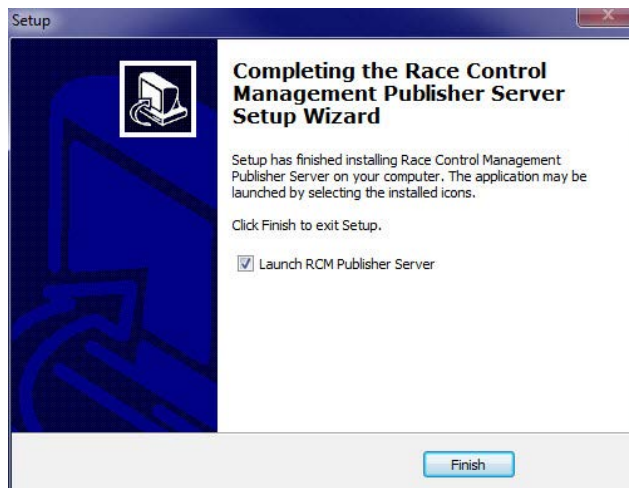 Setup
Completing the Race Control
Management Publisher Server
Setup Wizard
Setup has finished installing Race Control Management
Publisher Server on your computer. The application may be
launched by selecting the installed icons.
Click Finish to exit Setup.
Launch RCM Publisher Server
Finish